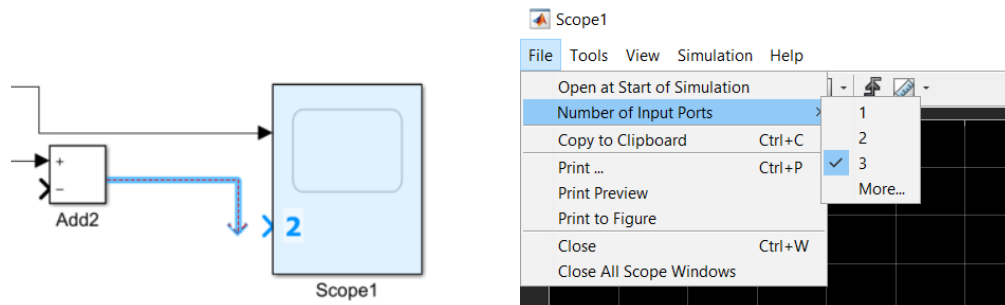 +
−
Add2
2
Scope1
Scope1
File Tools View Simulation Help
Open at Start of Simulation
Number of Input Ports
1
2
3
More...
Copy to Clipboard Ctrl+C
Print ... Ctrl+P
Print Preview
Print to Figure
Close Ctrl+W
Close All Scope Windows